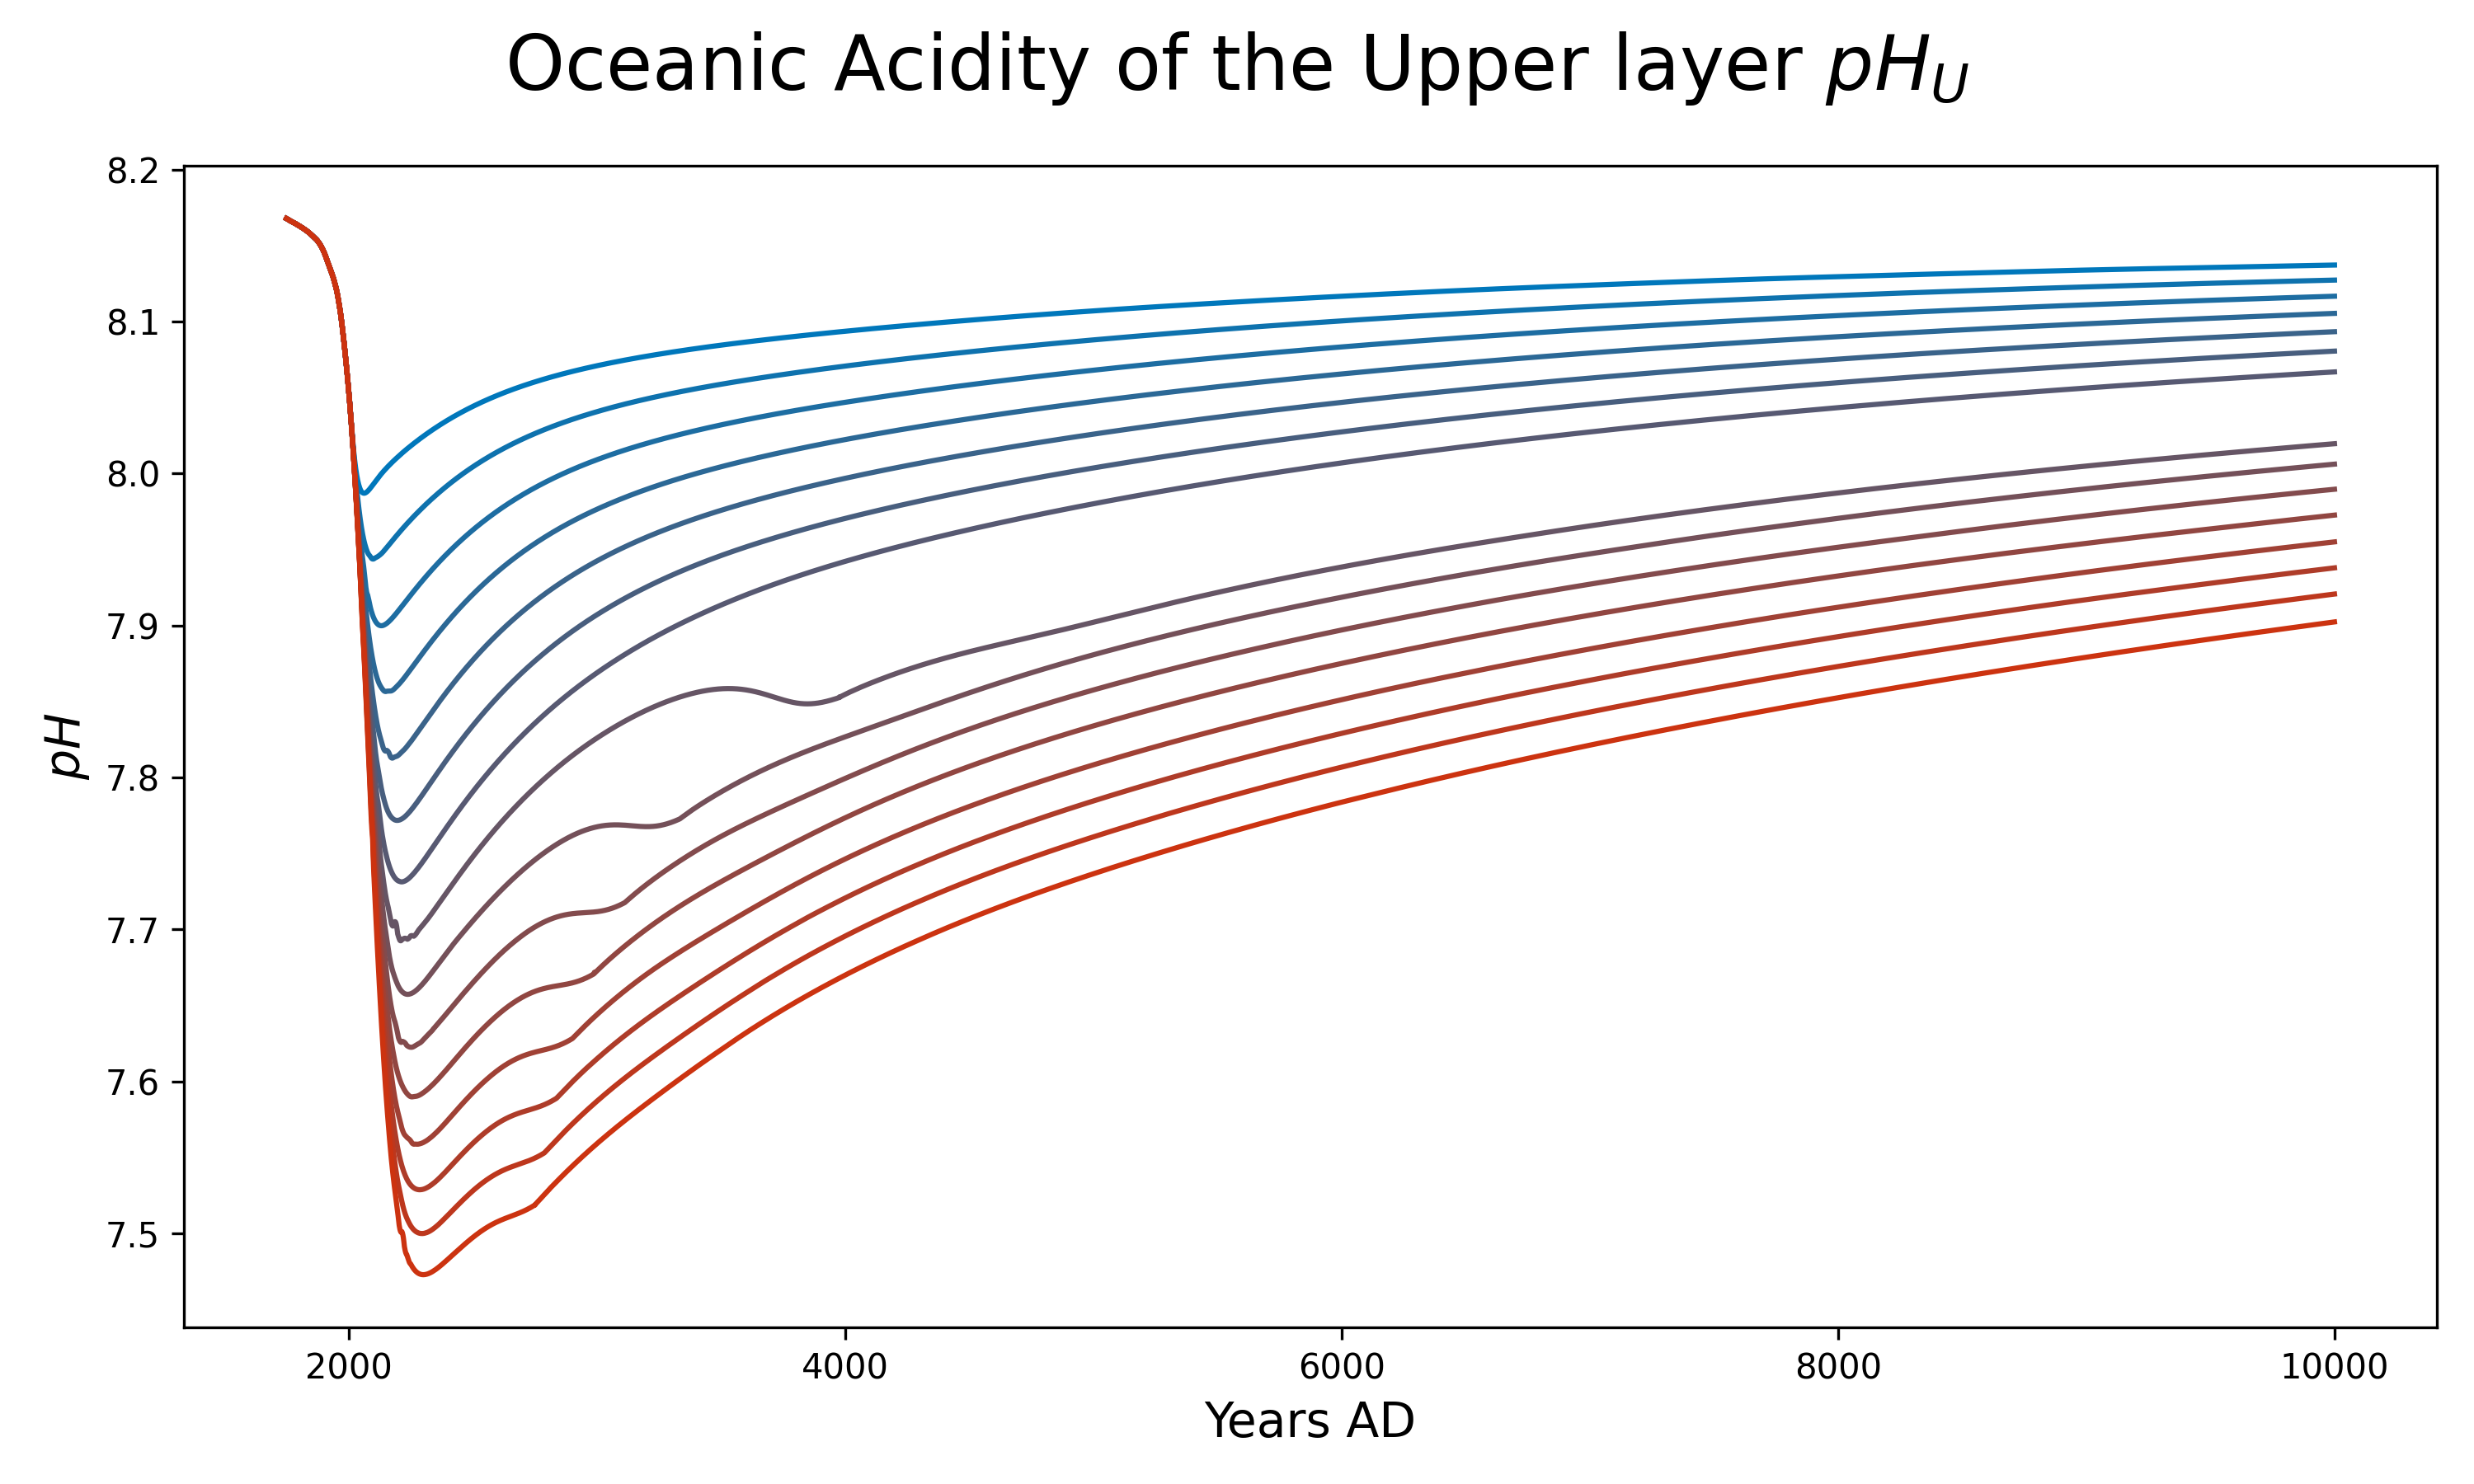 Oceanic Acidity of the Upper layer pH_U
8.2
8.1
8.0
7.9
7.8
7.7
7.6
7.5
pH
2000 4000 6000 8000 10000
Years AD